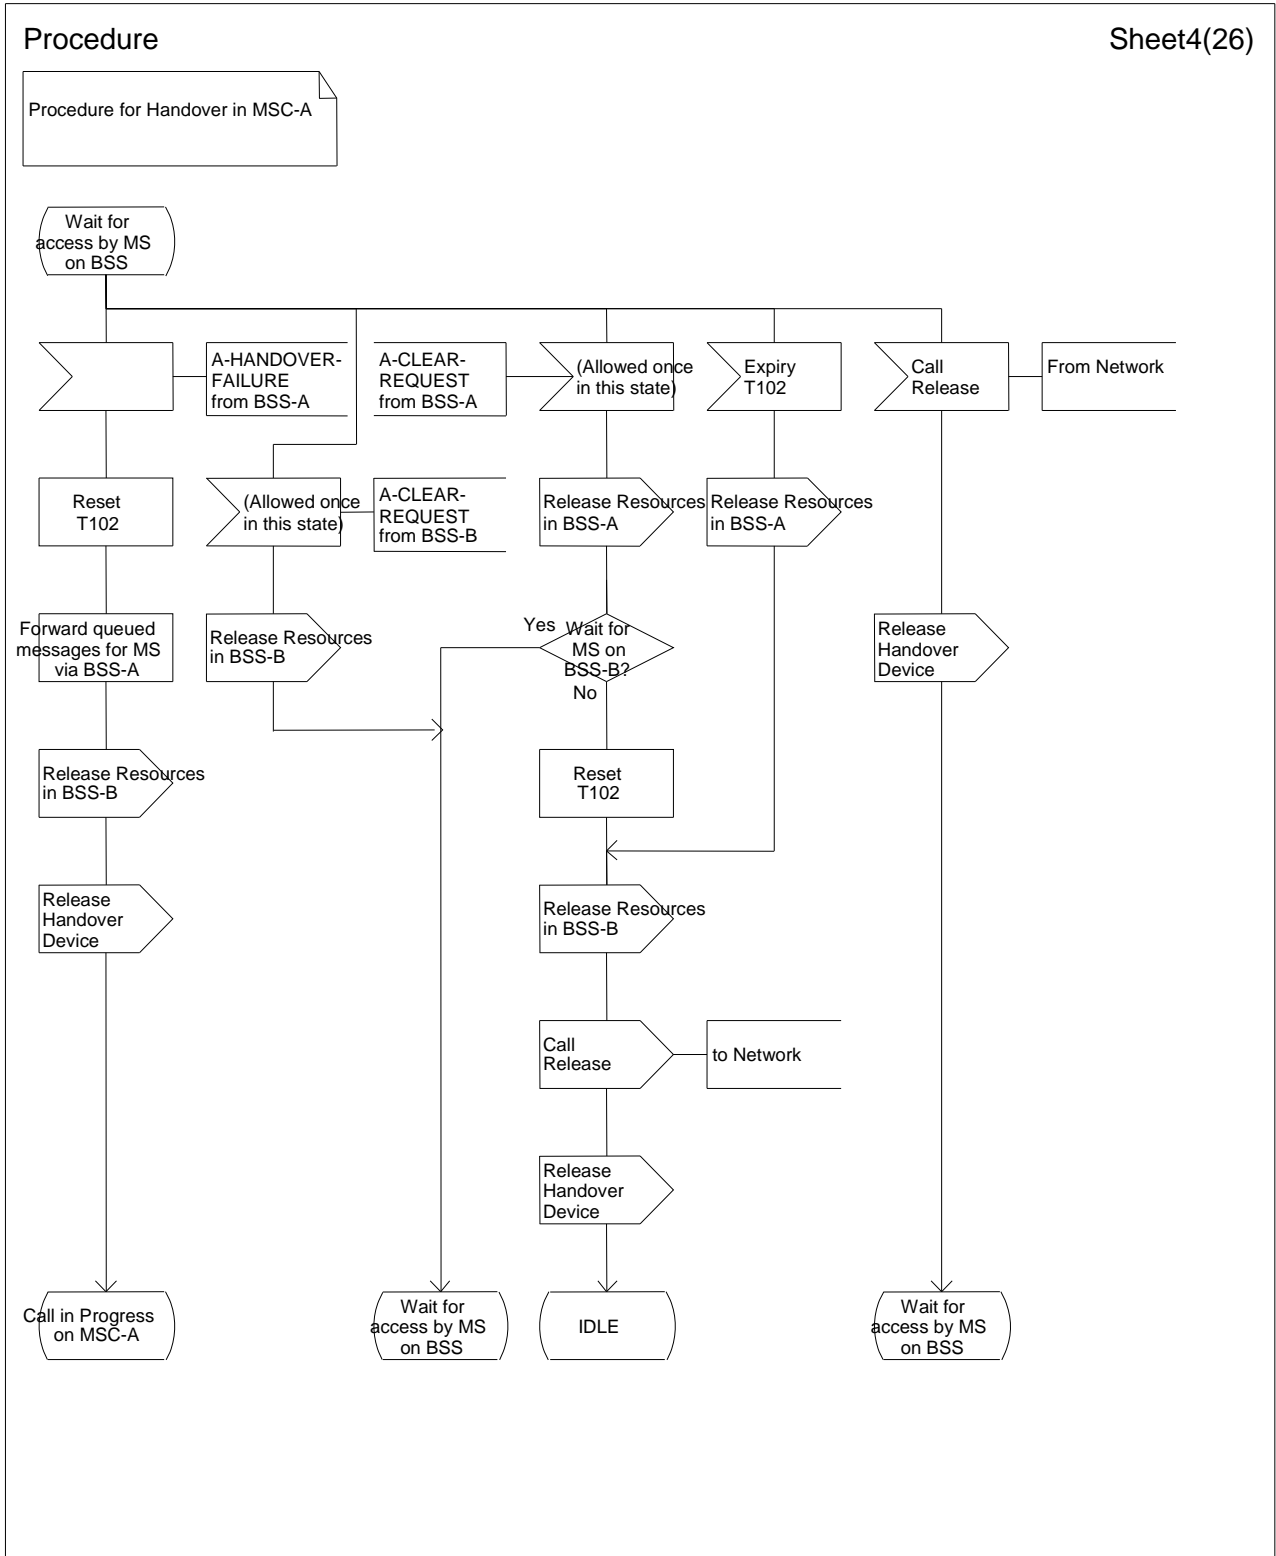 Procedure
Sheet4(26)
Procedure for Handover in MSC-A
Wait for
access by MS
on BSS
A-HANDOVER-
FAILURE
from BSS-A
A-CLEAR-
REQUEST
from BSS-A
(Allowed once
in this state)
Expiry
T102
Call
Release
From Network
Reset
T102
(Allowed once
in this state)
A-CLEAR-
REQUEST
from BSS-B
Release Resources
in BSS-A
Release Resources
in BSS-A
Forward queued
messages for MS
via BSS-A
Release Resources
in BSS-B
Yes
Wait for
MS on
BSS-B?
No
Release
Handover
Device
Release Resources
in BSS-B
Reset
T102
Release
Handover
Device
Release Resources
in BSS-B
Call
Release
to Network
Release
Handover
Device
Call in Progress
on MSC-A
Wait for
access by MS
on BSS
IDLE
Wait for
access by MS
on BSS